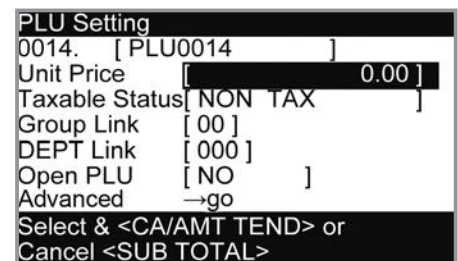 PLU Setting
0014. [ PLU0014 ]
Unit Price [ 0.00 ]
Taxable Status[ NON TAX ]
Group Link [ 00 ]
DEPT Link [ 000 ]
Open PLU [ NO ]
Advanced →go
Select & <CA/AMT TEND> or
Cancel <SUB TOTAL>